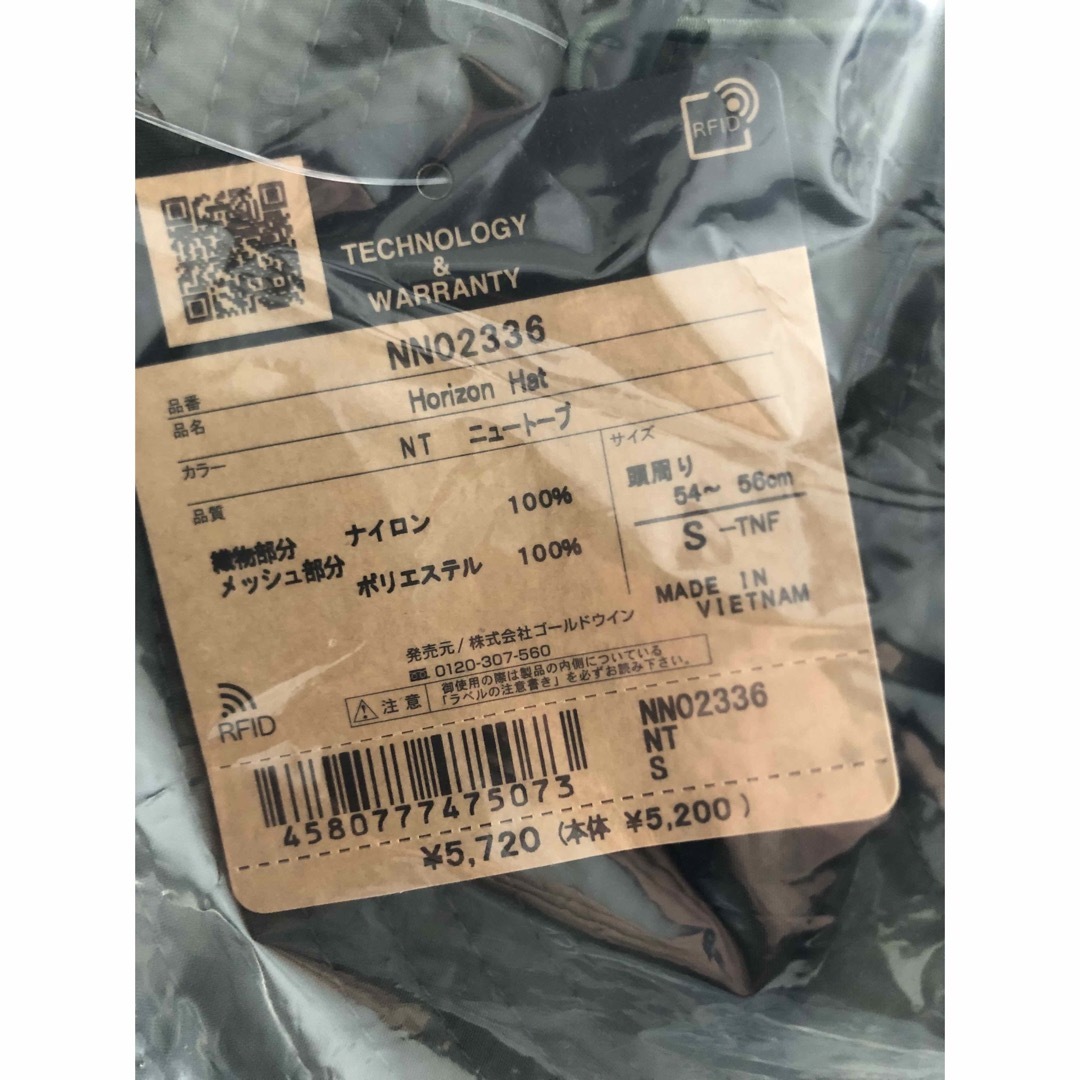 RFID
TECHNOLOGY
&
WARRANTY
品番 NN02336
品名 Horizon Hat
カラー NT ニュートープ
品質
織物部分 ナイロン 100%
メッシュ部分 ポリエステル 100%
サイズ
頭周り
54～ 56cm
S -TNF
MADE IN
VIETNAM
発売元/株式会社ゴールドウイン
0120-307-560
注意
御使用の際は製品の内側についている
「ラベルの注意書き」を必ずお読み下さい。
RFID
NN02336
NT
S
4580777475073
¥5,720 (本体 ¥5,200 )